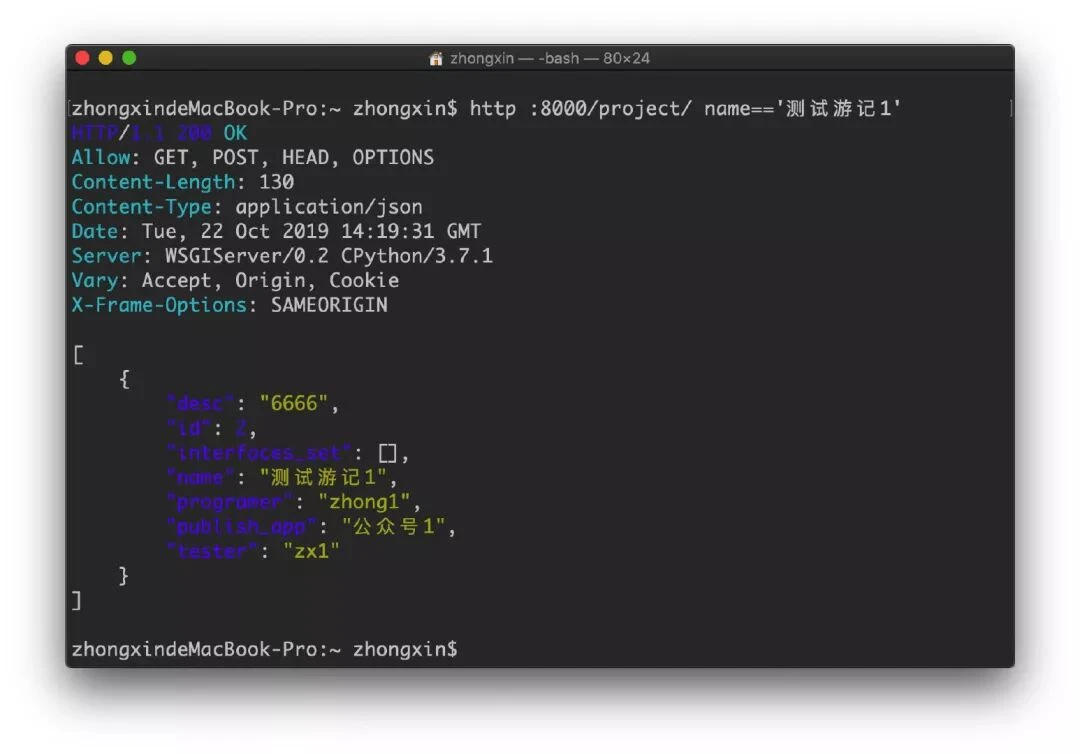 zhongxin — -bash — 80×24
[zhongxindeMacBook-Pro:~ zhongxin$ http :8000/project/ name=='测试游记1' ]
HTTP/1.1 200 OK
Allow: GET, POST, HEAD, OPTIONS
Content-Length: 130
Content-Type: application/json
Date: Tue, 22 Oct 2019 14:19:31 GMT
Server: WSGIServer/0.2 CPython/3.7.1
Vary: Accept, Origin, Cookie
X-Frame-Options: SAMEORIGIN
[
{
"desc": "6666",
"id": 2,
"interfaces_set": [],
"name": "测试游记1",
"programer": "zhong1",
"publish_app": "公众号1",
"tester": "zx1"
}
]
zhongxindeMacBook-Pro:~ zhongxin$